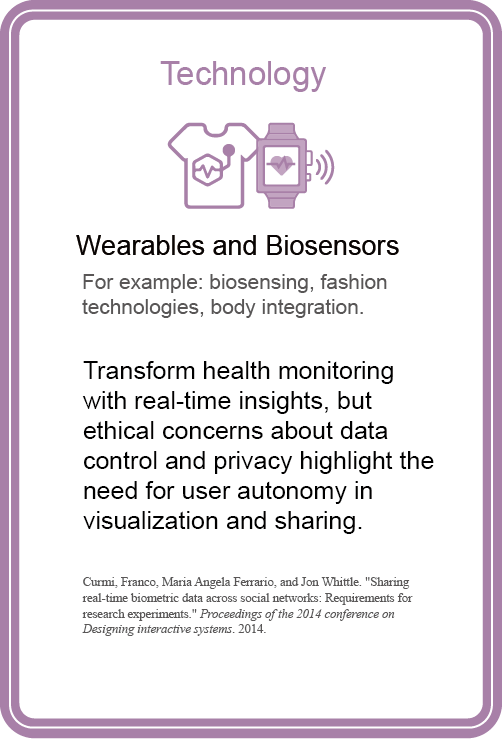 Technology
Wearables and Biosensors
For example: biosensing, fashion
technologies, body integration.
Transform health monitoring
with real-time insights, but
ethical concerns about data
control and privacy highlight the
need for user autonomy in
visualization and sharing.
Curmi, Franco, Maria Angela Ferrario, and Jon Whittle. "Sharing
real-time biometric data across social networks: Requirements for
research experiments." Proceedings of the 2014 conference on
Designing interactive systems. 2014.